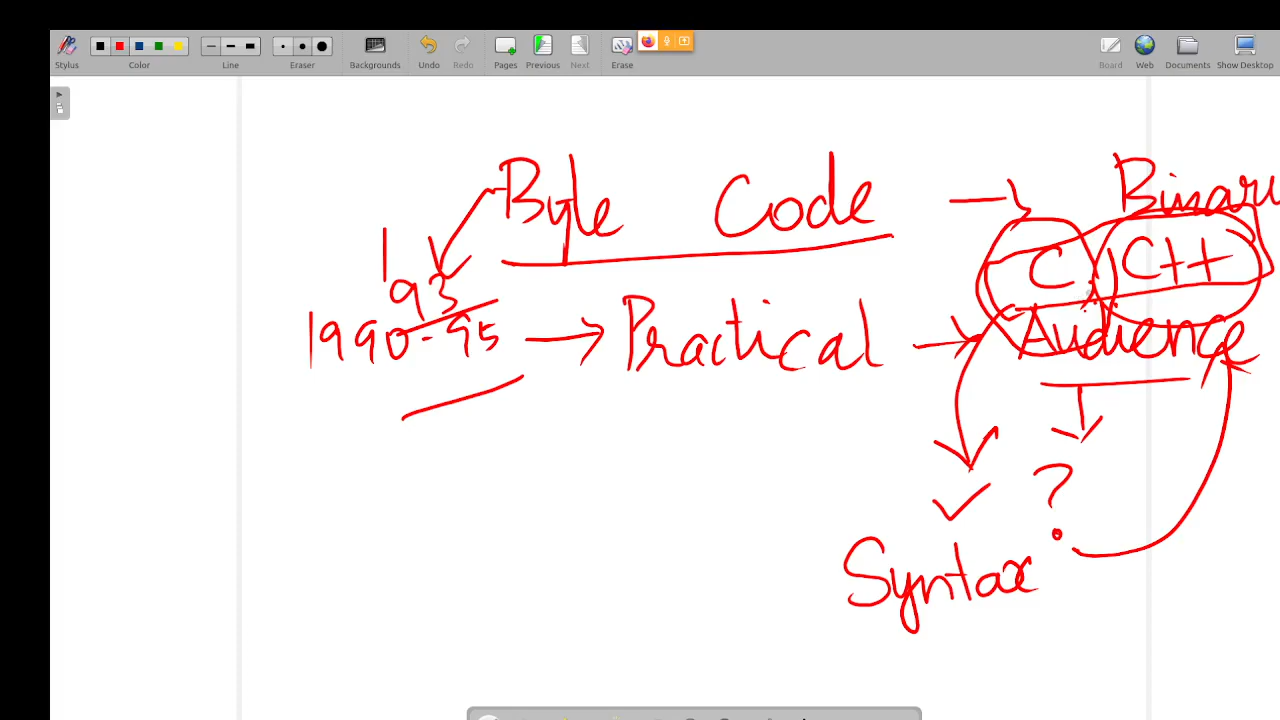 Stylus Color Line Eraser Backgrounds Undo Redo Pages Previous Next Erase Board Web Documents Show Desktop
Byte Code → Binary
1993
C C++
1990-95 → Practical → Audience
?
Syntax